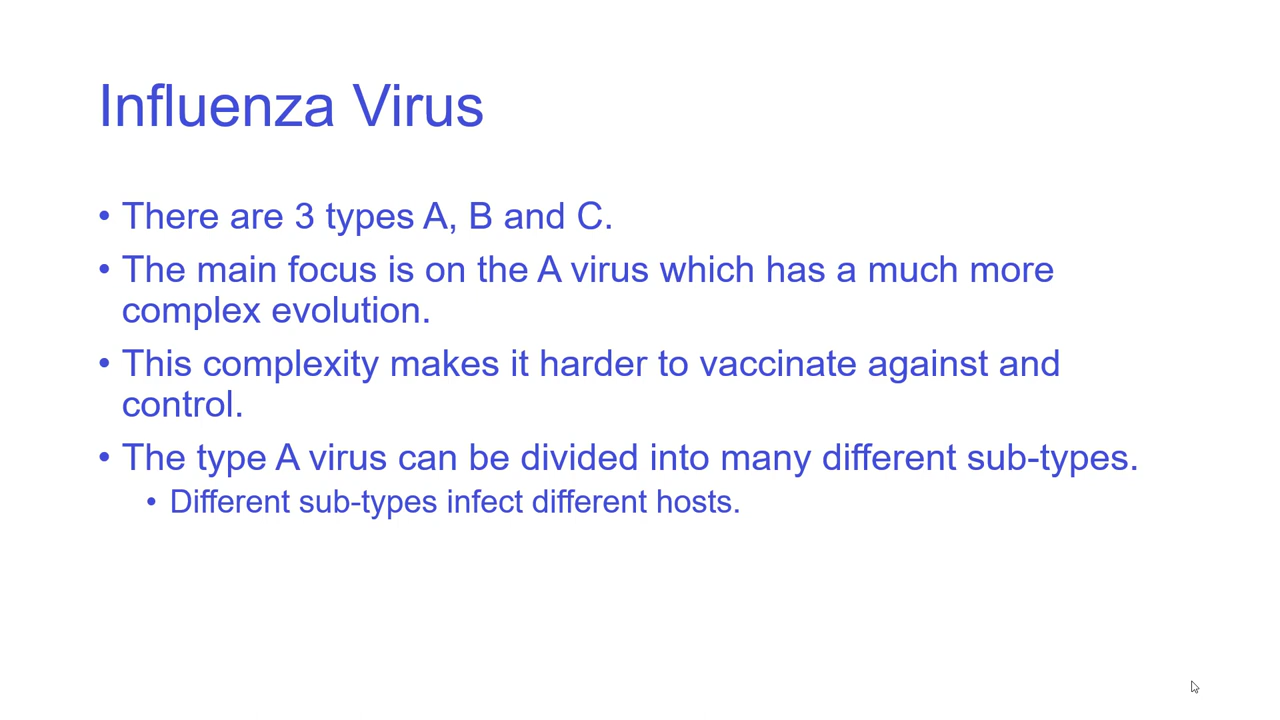 Influenza Virus
• There are 3 types A, B and C.
• The main focus is on the A virus which has a much more
complex evolution.
• This complexity makes it harder to vaccinate against and
control.
• The type A virus can be divided into many different sub-types.
• Different sub-types infect different hosts.